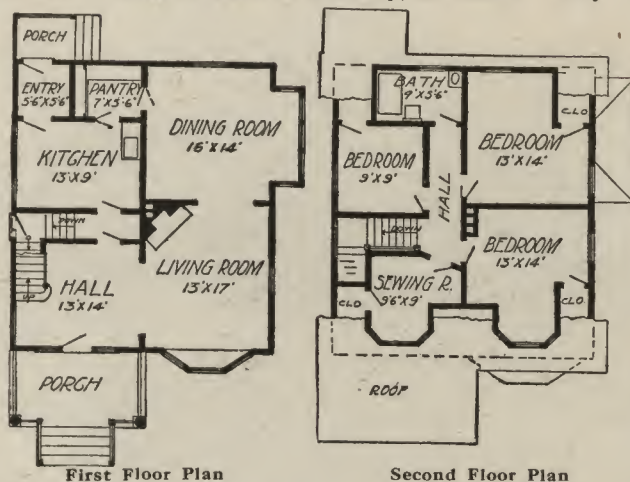 PORCH
ENTRY
5'6"X5'6"
PANTRY
7'X5'6"
DINING ROOM
16'X14'
KITCHEN
13'X9'
DOWN
UP
HALL
13'X14'
LIVING ROOM
13'X17'
PORCH
First Floor Plan
BATH
9'X5'6"
CLO
BEDROOM
13'X14'
BEDROOM
9'X9'
HALL
DOWN
BEDROOM
13'X14'
SEWING R.
9'6"X9'
CLO
CLO.
ROOF
Second Floor Plan